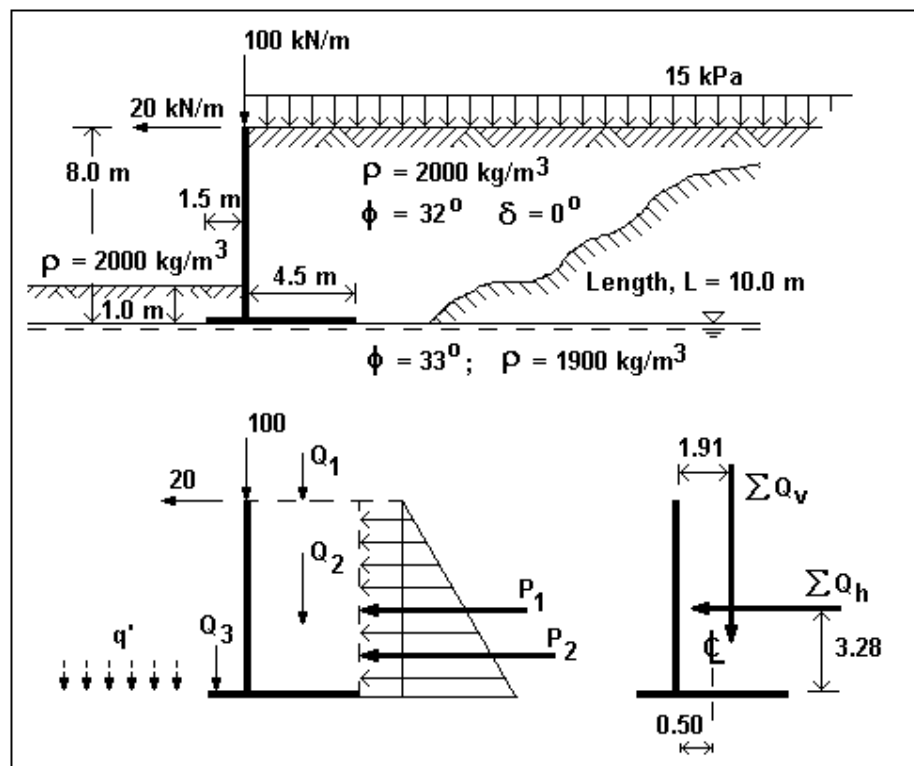 100 kN/m
15 kPa
20 kN/m
8.0 m
ρ = 2000 kg/m³
1.5 m
ϕ = 32° δ = 0°
ρ = 2000 kg/m³
4.5 m
Length, L = 10.0 m
1.0 m
ϕ = 33° ; ρ = 1900 kg/m³
100
Q₁
1.91
20
ΣQᵥ
Q₂
P₁
ΣQₕ
Q₃
P₂
q'
℄
3.28
0.50